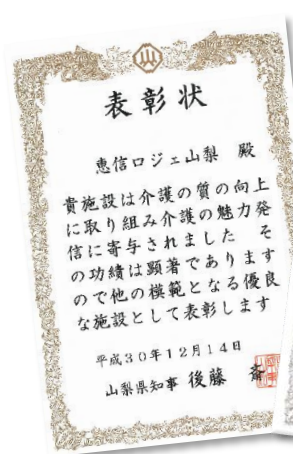 表彰状
恵信ロジェ山梨 殿
貴施設は介護の質の向上
に取り組み介護の魅力発
信に寄与されました そ
の功績は顕著であります
ので他の模範となる優良
な施設として表彰します
平成30年12月14日
山梨県知事 後藤 斎